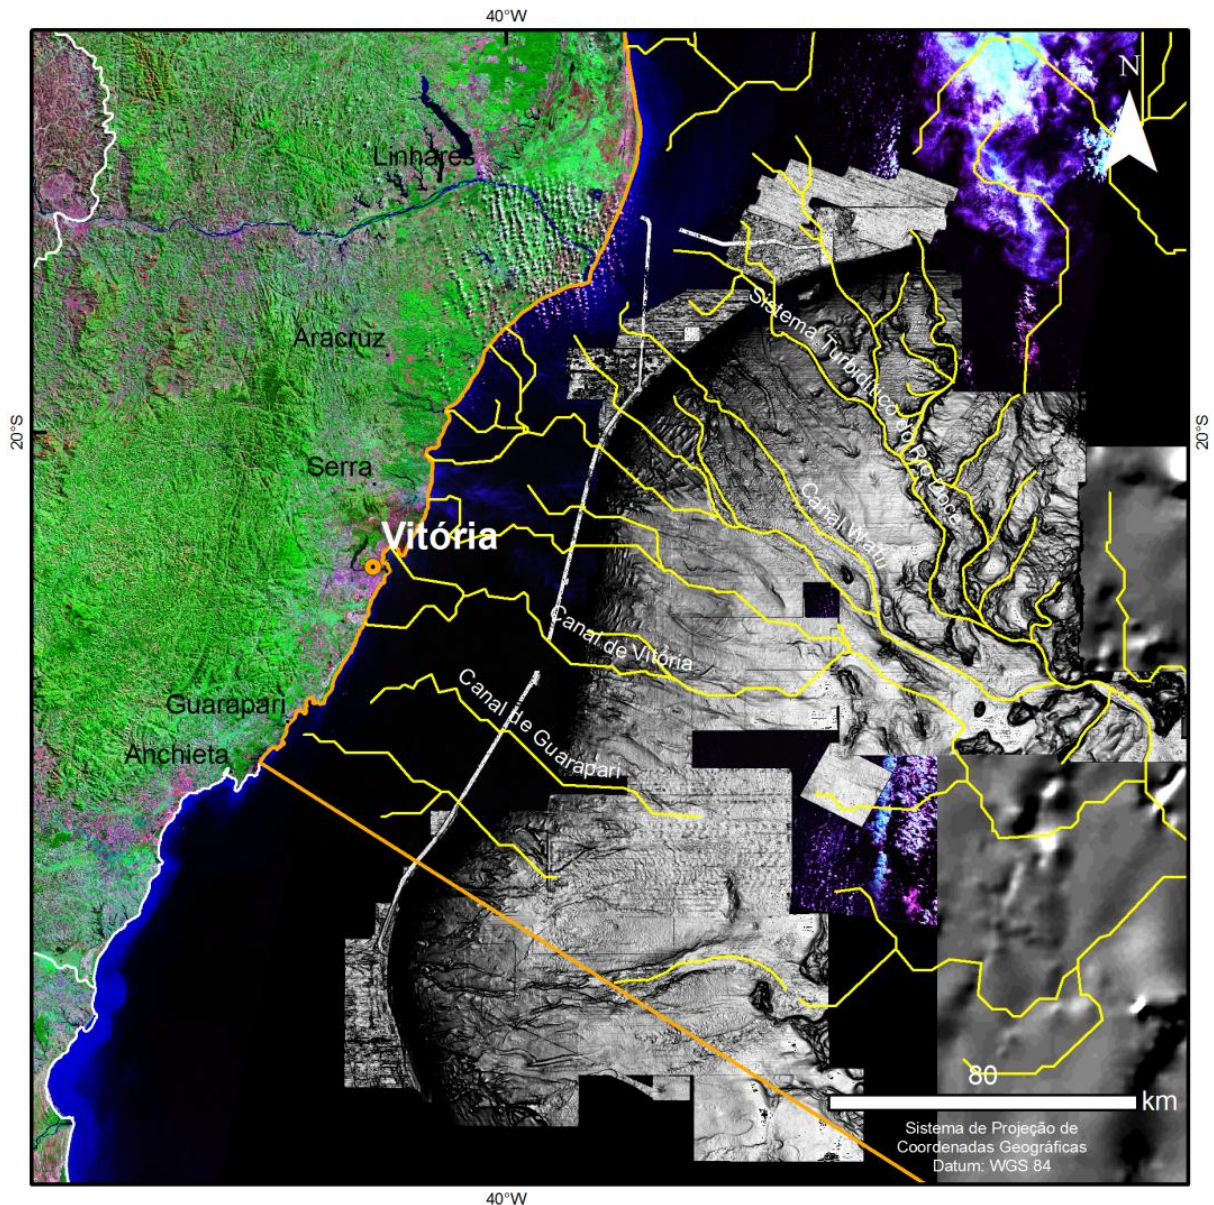 40°W
N
Linhares
Sistema Turbidítico do Rio Doce
Aracruz
20°S
20°S
Serra
Canal Watu
Vitória
Canal de Vitória
Guarapari
Canal de Guarapari
Anchieta
80
km
Sistema de Projeção de
Coordenadas Geográficas
Datum: WGS 84
40°W